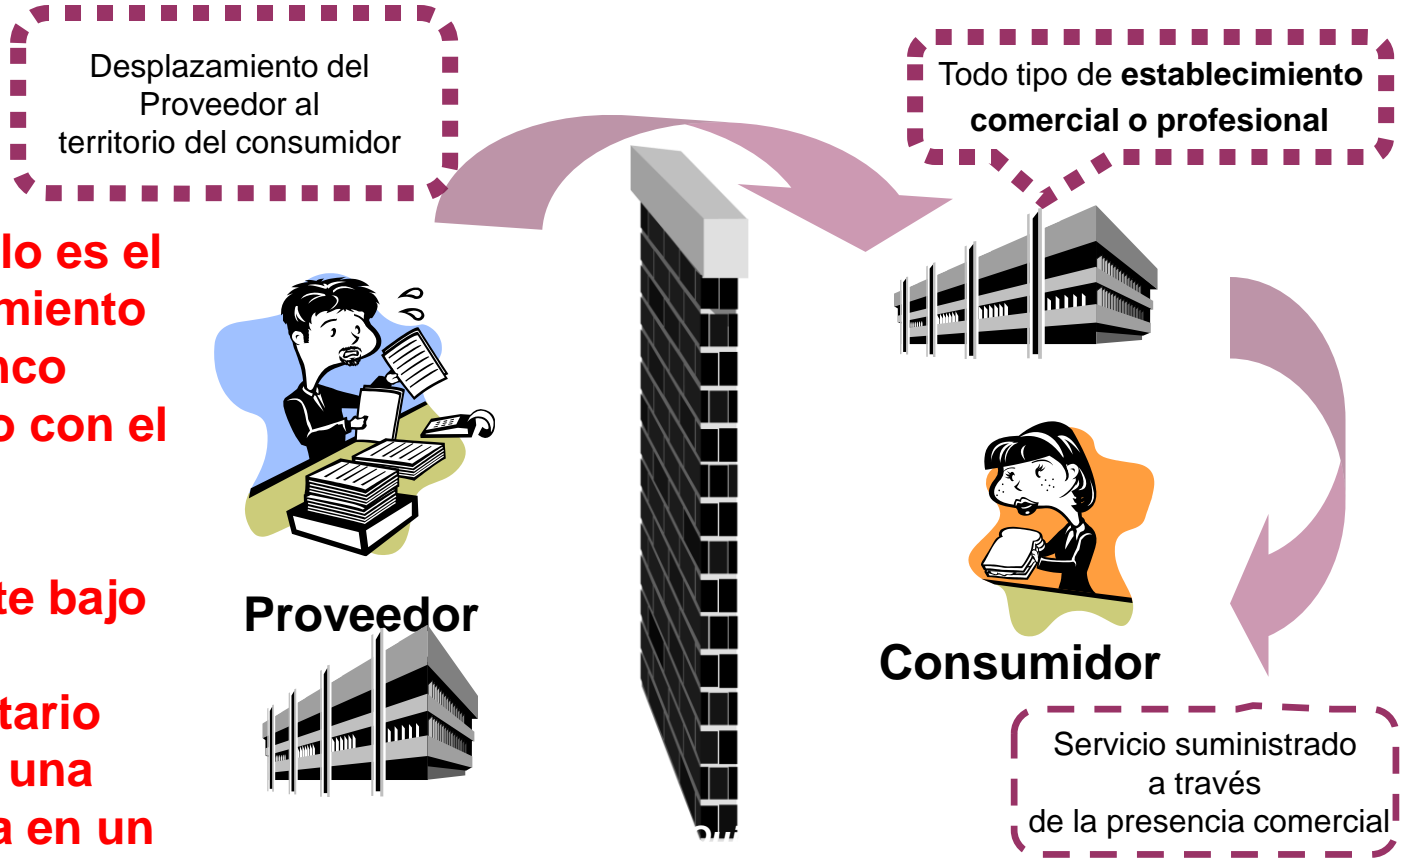 Desplazamiento del
Proveedor al
territorio del consumidor
Todo tipo de establecimiento
comercial o profesional
lo es el
miento
nco
o con el
te bajo
tario
una
a en un
Proveedor
Consumidor
Servicio suministrado
a través
de la presencia comercial